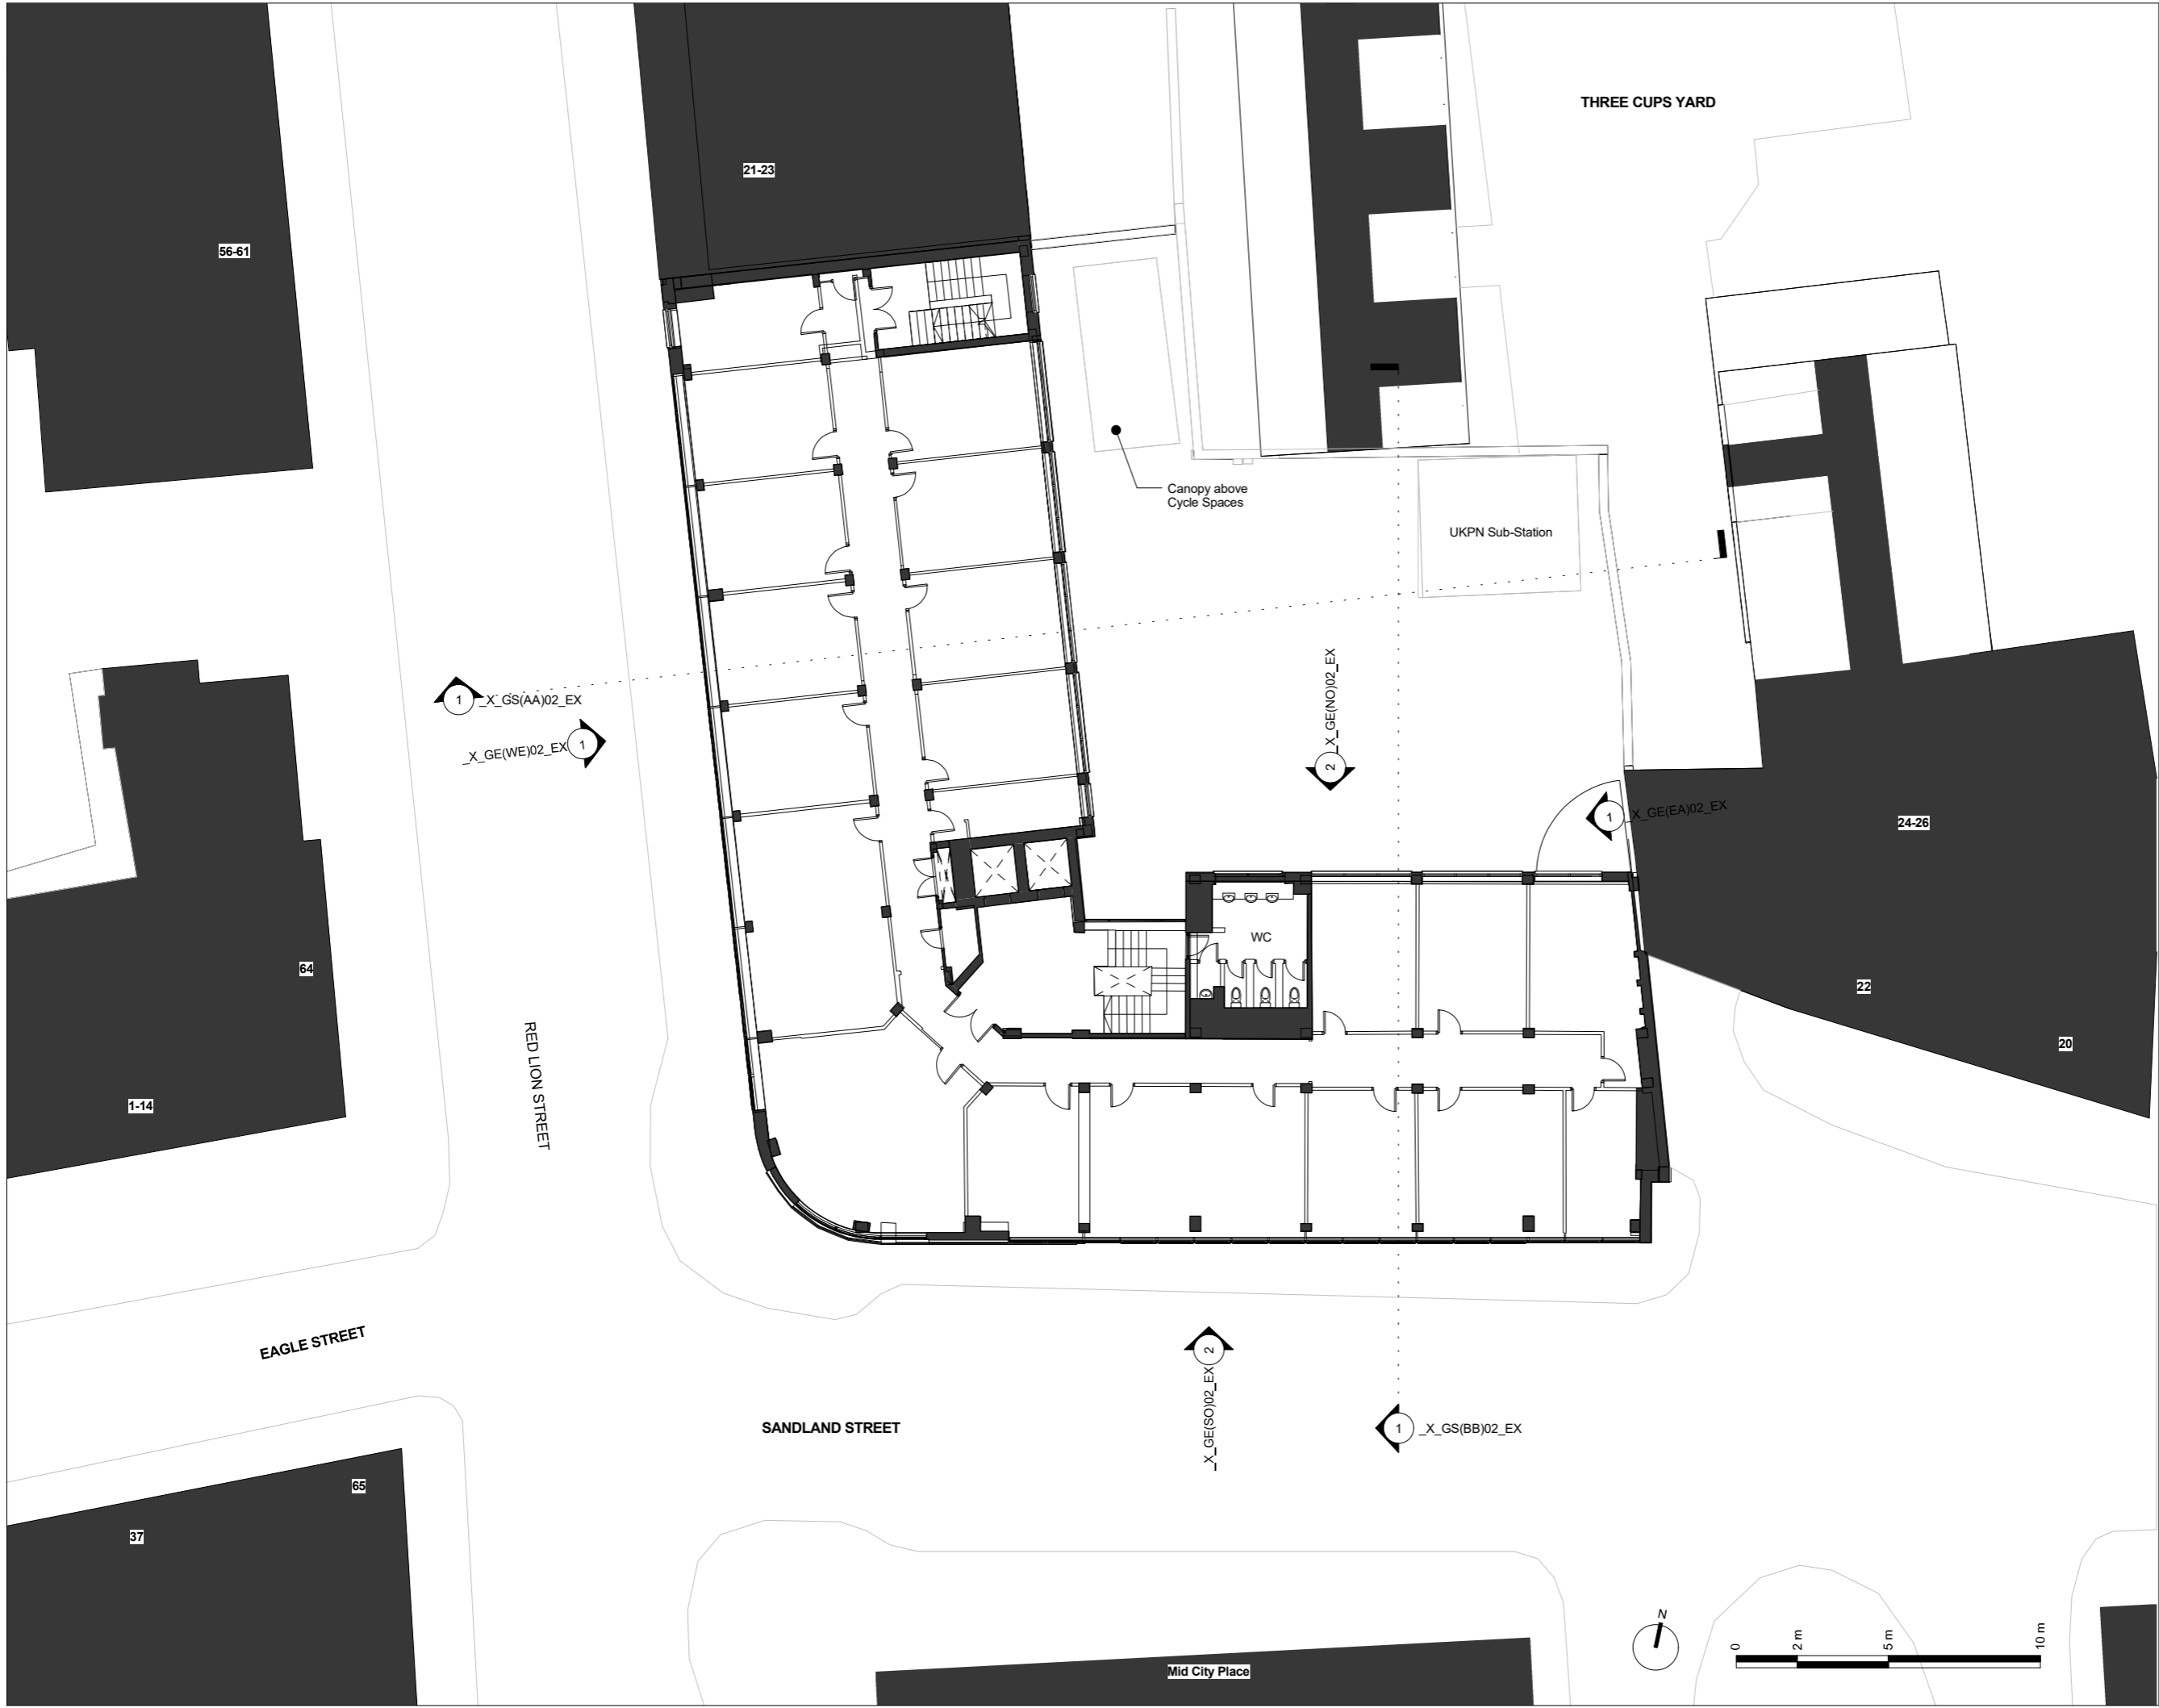 THREE CUPS YARD
21-23
56-61
Canopy above
Cycle Spaces
UKPN Sub-Station
1
_X_GS(AA)02_EX
_X_GE(WE)02_EX
1
_X_GE(NO)02_EX
2
1
_X_GE(EA)02_EX
24-26
WC
64
22
20
RED LION STREET
1-14
EAGLE STREET
2
_X_GE(SO)02_EX
SANDLAND STREET
1
_X_GS(BB)02_EX
65
37
Mid City Place
N
0
2 m
5 m
10 m